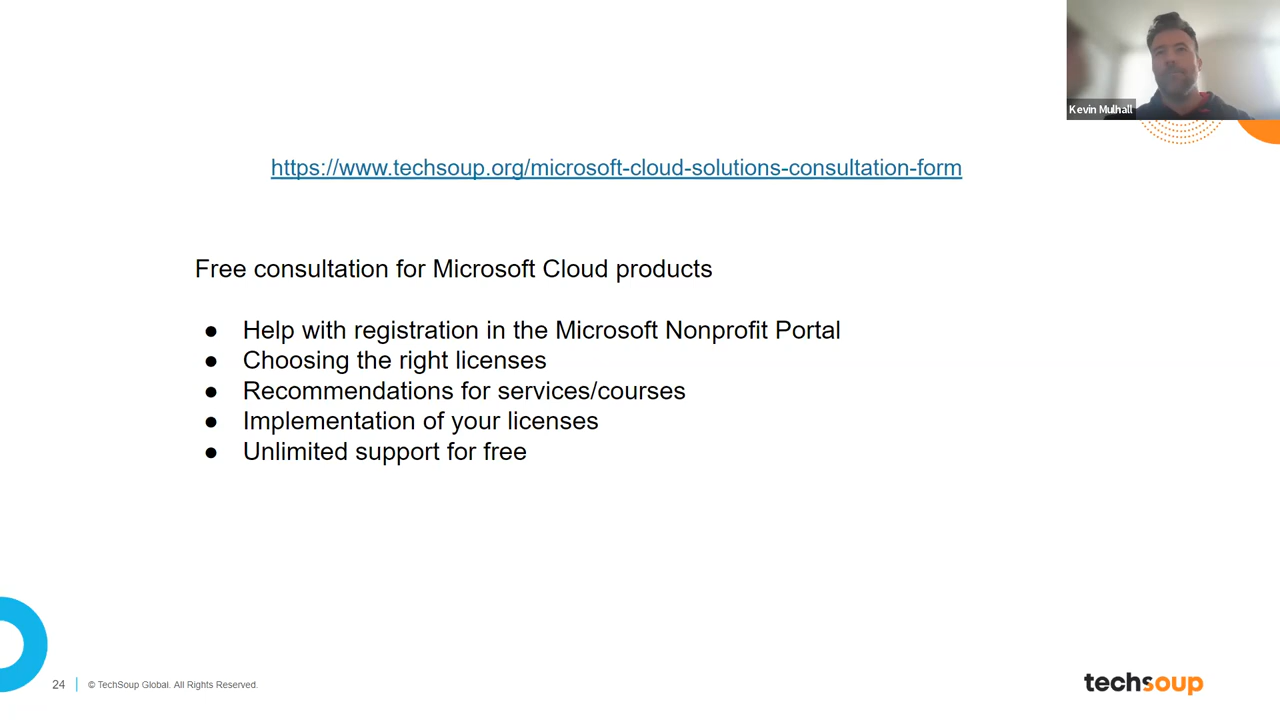 Kevin Mulhall
https://www.techsoup.org/microsoft-cloud-solutions-consultation-form
Free consultation for Microsoft Cloud products
● Help with registration in the Microsoft Nonprofit Portal
● Choosing the right licenses
● Recommendations for services/courses
● Implementation of your licenses
● Unlimited support for free
24 | © TechSoup Global. All Rights Reserved.
techsoup